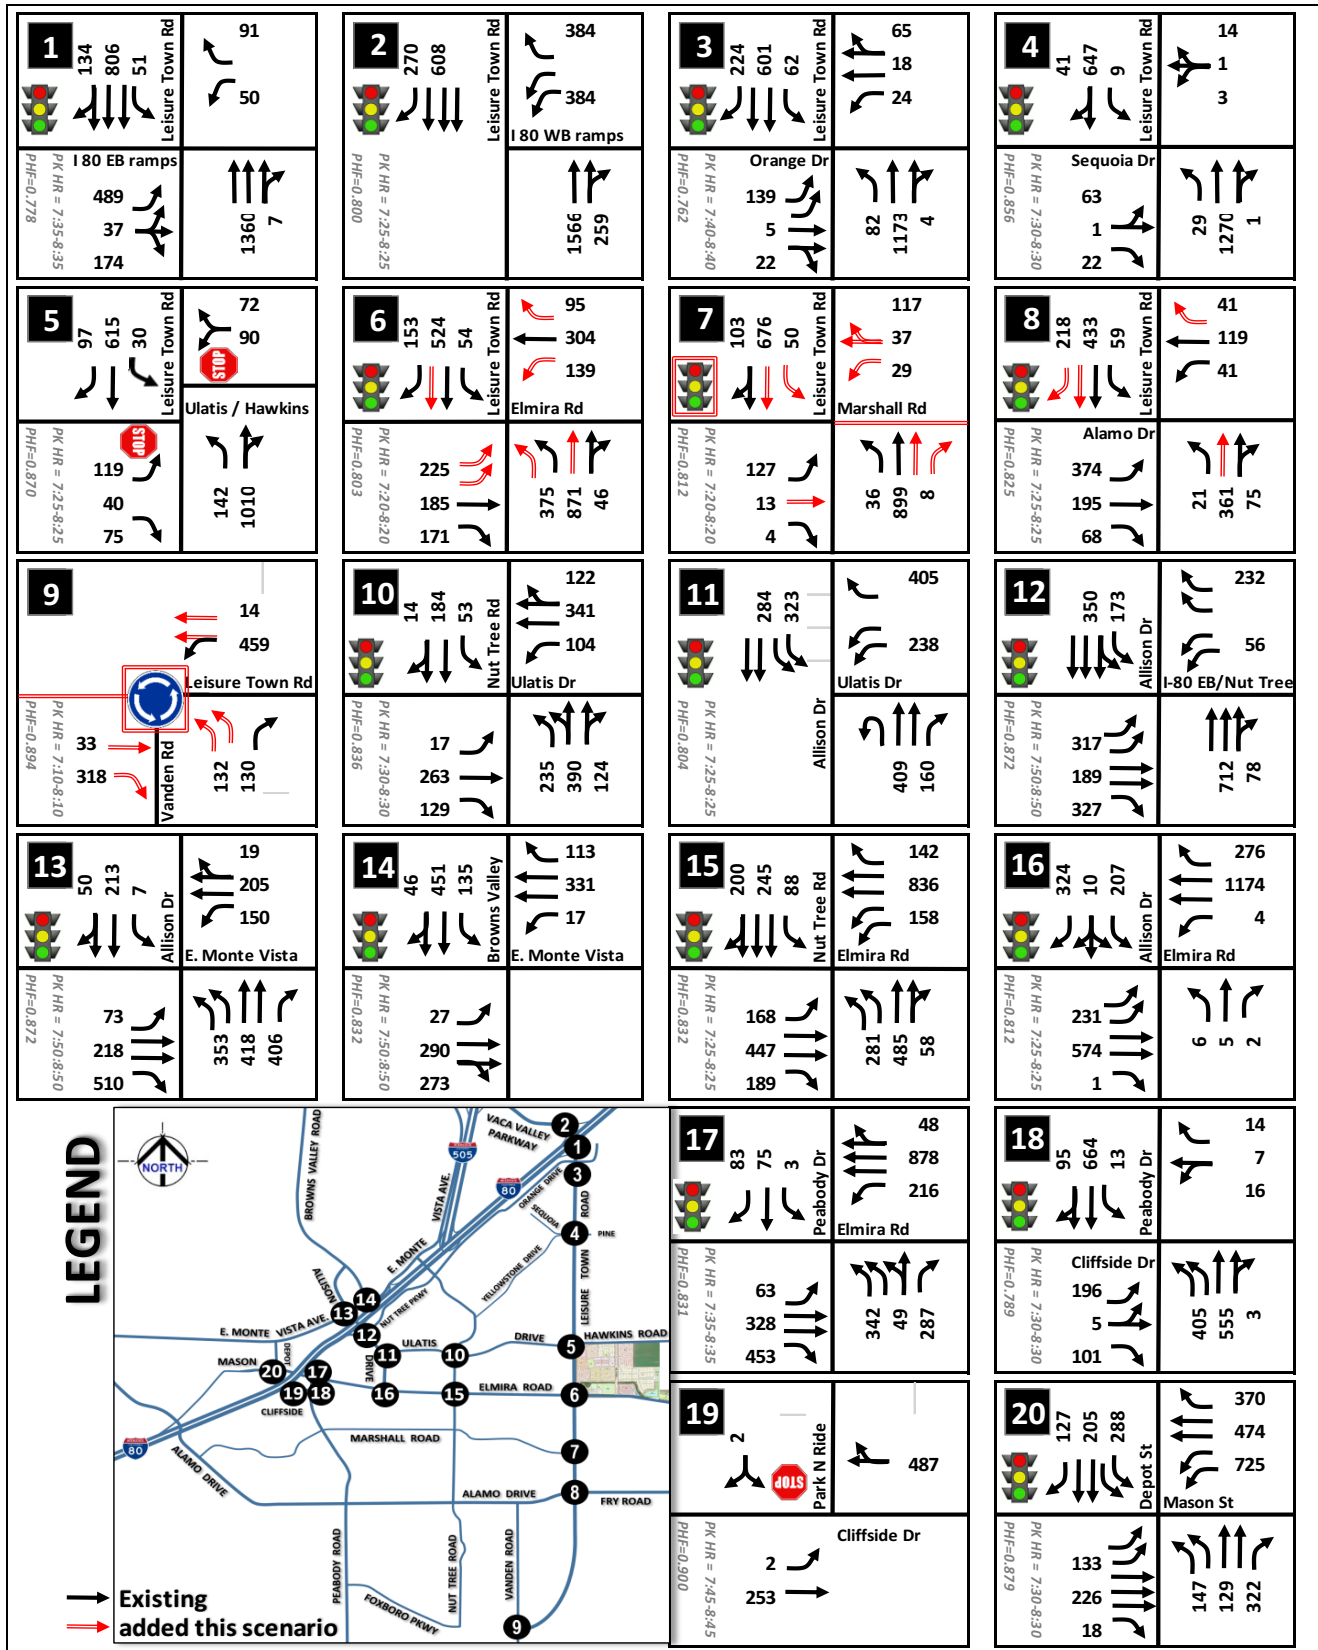 1
134 806 51
Leisure Town Rd
91
50
I 80 EB ramps
PK HR = 7:35-8:35
PHF=0.778
489
37
174
1360 7
2
270 608
Leisure Town Rd
384
384
I 80 WB ramps
PK HR = 7:25-8:25
PHF=0.800
1566 259
3
224 601 62
Leisure Town Rd
65
18
24
Orange Dr
PK HR = 7:40-8:40
PHF=0.762
139
5
22
82 1173 4
4
41 647 9
Leisure Town Rd
14
1
3
Sequoia Dr
PK HR = 7:30-8:30
PHF=0.856
63
1
22
29 1270 1
5
97 615 30
Leisure Town Rd
72
90
STOP
Ulatis / Hawkins
STOP
PK HR = 7:25-8:25
PHF=0.870
119
40
75
142 1010
6
153 524 54
Leisure Town Rd
95
304
139
Elmira Rd
PK HR = 7:20-8:20
PHF=0.803
225
185
171
375 871 46
7
103 676 50
Leisure Town Rd
117
37
29
Marshall Rd
PK HR = 7:20-8:20
PHF=0.812
127
13
4
36 899 8
8
218 433 59
Leisure Town Rd
41
119
41
Alamo Dr
PK HR = 7:25-8:25
PHF=0.825
374
195
68
21 361 75
9
14
459
Leisure Town Rd
PK HR = 7:10-8:10
PHF=0.894
33
318
Vanden Rd
132 130
10
14 184 53
Nut Tree Rd
122
341
104
Ulatis Dr
PK HR = 7:30-8:30
PHF=0.836
17
263
129
235 390 124
11
284 323
405
238
Ulatis Dr
Allison Dr
PK HR = 7:25-8:25
PHF=0.804
409 160
12
350 173
Allison Dr
232
56
I-80 EB/Nut Tree
PK HR = 7:50:8:50
PHF=0.872
317
189
327
712 78
13
50 213 7
Allison Dr
19
205
150
E. Monte Vista
PK HR = 7:50:8:50
PHF=0.872
73
218
510
353 418 406
14
46 451 135
Browns Valley
113
331
17
E. Monte Vista
PK HR = 7:50:8:50
PHF=0.832
27
290
273
15
200 245 88
Nut Tree Rd
142
836
158
Elmira Rd
PK HR = 7:25-8:25
PHF=0.832
168
447
189
281 485 58
16
324 10 207
Allison Dr
276
1174
4
Elmira Rd
PK HR = 7:25-8:25
PHF=0.812
231
574
1
6 5 2
LEGEND
NORTH
BROWNS VALLEY ROAD
505
VACA VALLEY
PARKWAY
2
1
3
VISTA AVE.
80
ORANGE DRIVE
ROAD
SEQUOIA
4
PINE
E. MONTE
YELLOWSTONE DRIVE
TOWN
LEISURE
ALLISON
14
13
NUT TREE PKWY
E. MONTE VISTA AVE.
12
ULATIS
DRIVE
5
HAWKINS ROAD
DEPOT
11
10
MASON
20
17
DRIVE
19
18
16
15
ELMIRA ROAD
6
CLIFFSIDE
MARSHALL ROAD
7
80
ALAMO DRIVE
ALAMO DRIVE
8
FRY ROAD
PEABODY ROAD
NUT TREE ROAD
VANDEN ROAD
FOXBORO PKWY
9
Existing
added this scenario
17
83 75 3
Peabody Dr
48
878
216
Elmira Rd
PK HR = 7:35-8:35
PHF=0.831
63
328
453
342 49 287
18
95 664 13
Peabody Dr
14
7
16
Cliffside Dr
PK HR = 7:30-8:30
PHF=0.789
196
5
101
405 555 3
19
2
STOP
Park N Ride
487
Cliffside Dr
PK HR = 7:45-8:45
PHF=0.900
2
253
20
127 205 288
Depot St
370
474
725
Mason St
PK HR = 7:30-8:30
PHF=0.879
133
226
18
147 129 322